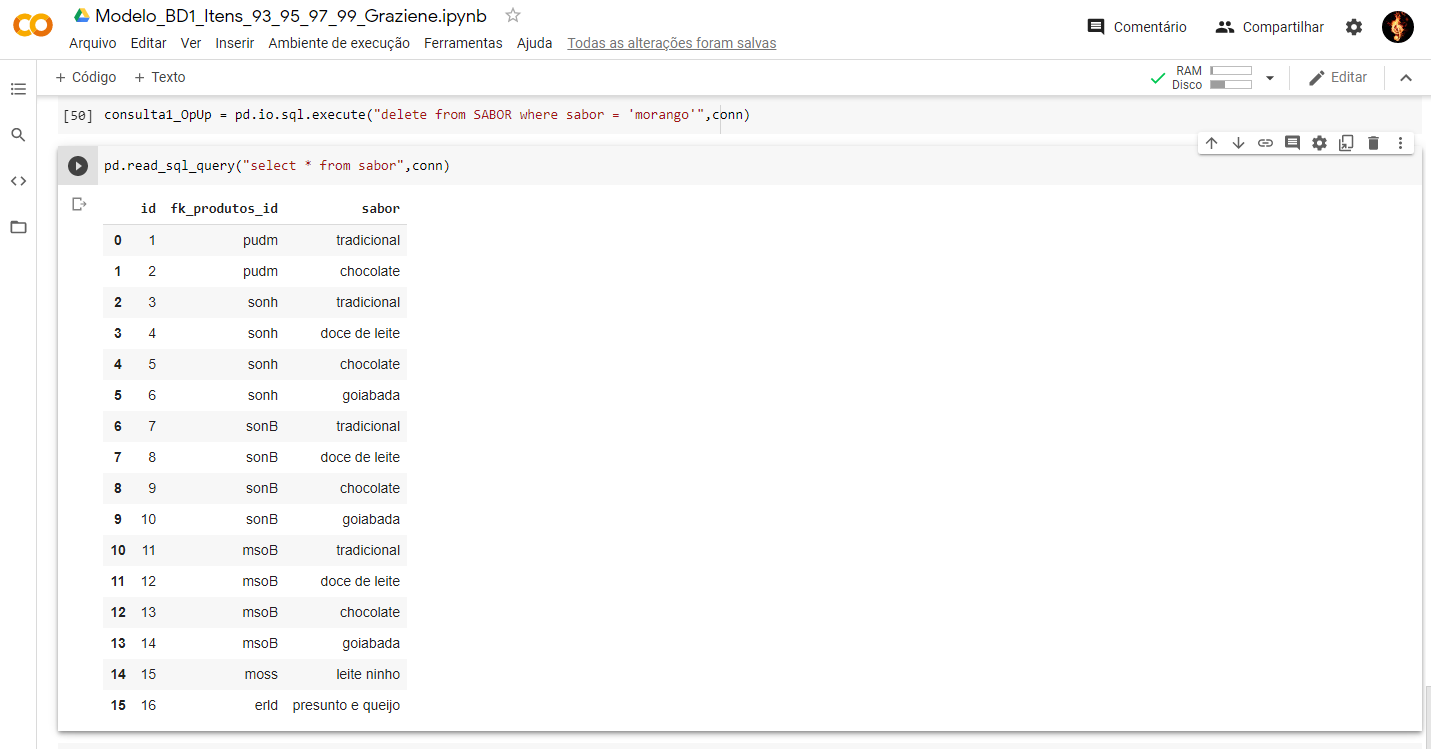 Modelo_BD1_Itens_93_95_97_99_Graziene.ipynb
Comentário Compartilhar
Arquivo Editar Ver Inserir Ambiente de execução Ferramentas Ajuda Todas as alterações foram salvas
+ Código + Texto
RAM
Disco
Editar
[50] consulta1_OpUp = pd.io.sql.execute("delete from SABOR where sabor = 'morango'",conn)
pd.read_sql_query("select * from sabor",conn)
id fk_produtos_id sabor
0 1 pudm tradicional
1 2 pudm chocolate
2 3 sonh tradicional
3 4 sonh doce de leite
4 5 sonh chocolate
5 6 sonh goiabada
6 7 sonB tradicional
7 8 sonB doce de leite
8 9 sonB chocolate
9 10 sonB goiabada
10 11 msoB tradicional
11 12 msoB doce de leite
12 13 msoB chocolate
13 14 msoB goiabada
14 15 moss leite ninho
15 16 erld presunto e queijo